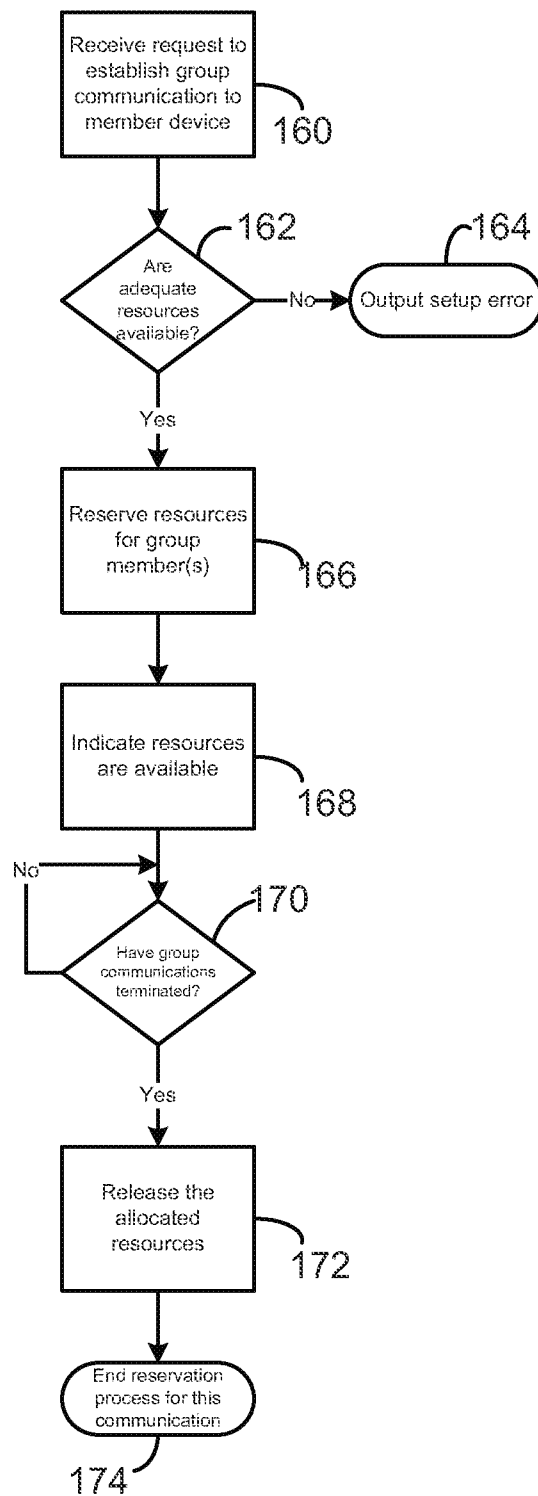 Receive request to
establish group
communication to
member device
160
162
Are
adequate
resources
available?
No
164
Output setup error
Yes
Reserve resources
for group
member(s)
166
Indicate resources
are available
168
No
170
Have group
communications
terminated?
Yes
Release the
allocated
resources
172
End reservation
process for this
communication
174